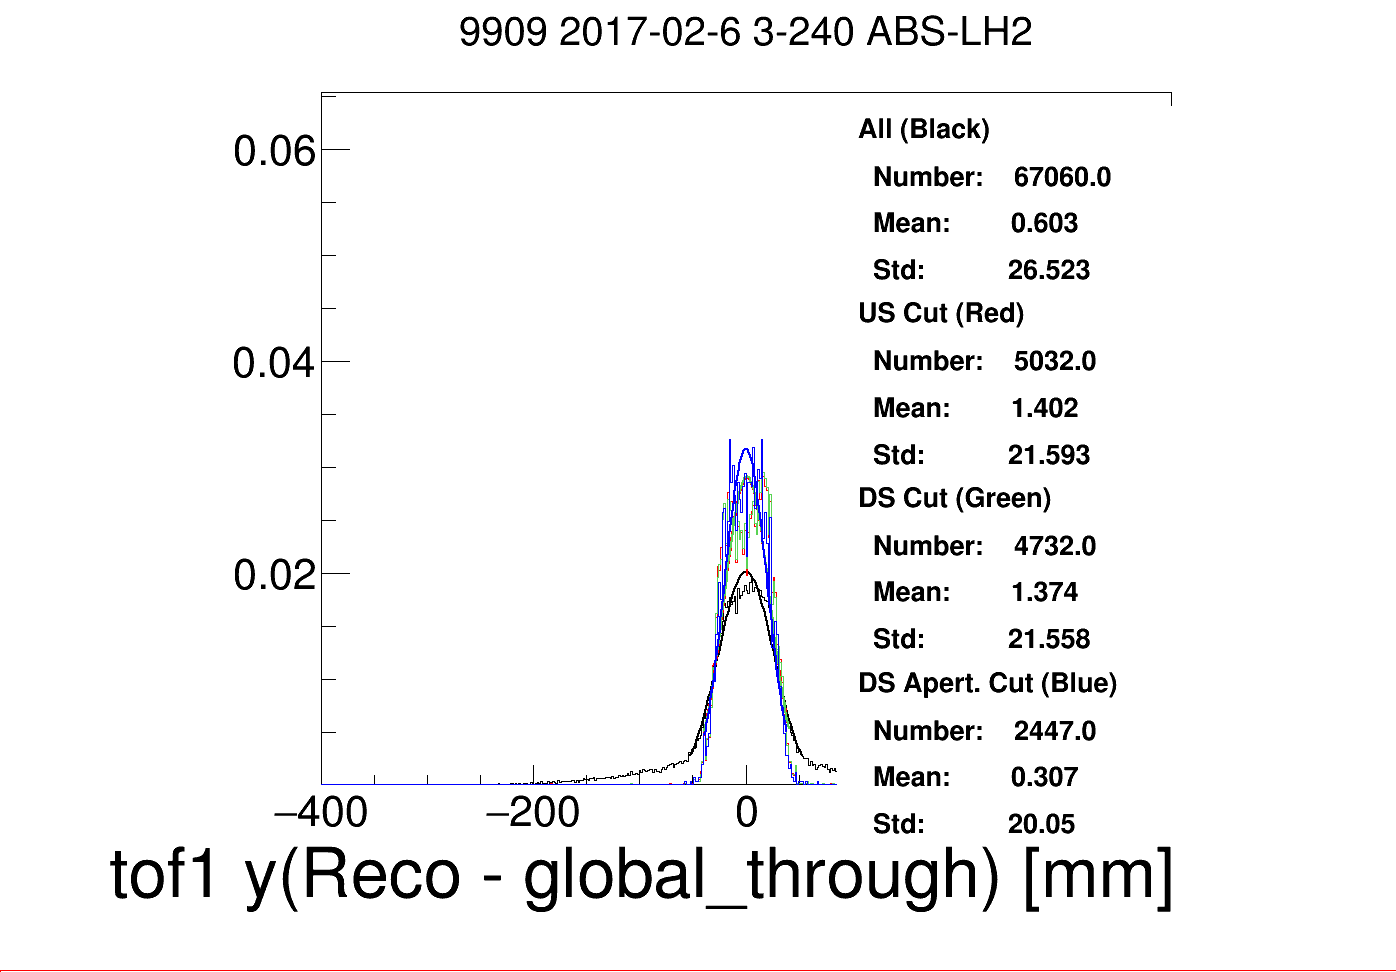 9909 2017-02-6 3-240 ABS-LH2
All (Black)
Number: 67060.0
Mean: 0.603
Std: 26.523
US Cut (Red)
Number: 5032.0
Mean: 1.402
Std: 21.593
DS Cut (Green)
Number: 4732.0
Mean: 1.374
Std: 21.558
DS Apert. Cut (Blue)
Number: 2447.0
Mean: 0.307
Std: 20.05
0.06
0.04
0.02
−400 −200 0
tof1 y(Reco - global_through) [mm]